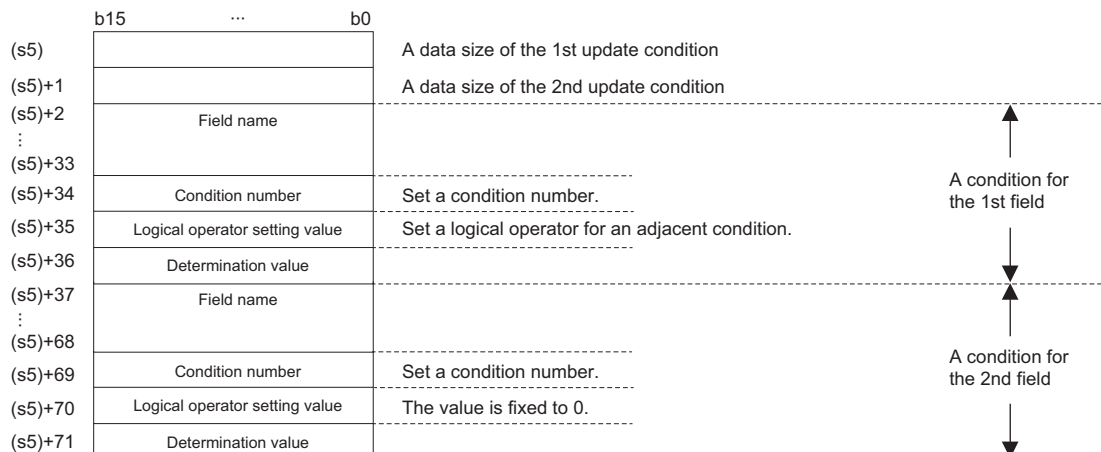 b15 ... b0
(s5) A data size of the 1st update condition
(s5)+1 A data size of the 2nd update condition
(s5)+2 Field name
⋮
(s5)+33
(s5)+34 Condition number Set a condition number.
(s5)+35 Logical operator setting value Set a logical operator for an adjacent condition.
(s5)+36 Determination value
A condition for
the 1st field
(s5)+37 Field name
⋮
(s5)+68
(s5)+69 Condition number Set a condition number.
(s5)+70 Logical operator setting value The value is fixed to 0.
(s5)+71 Determination value
A condition for
the 2nd field